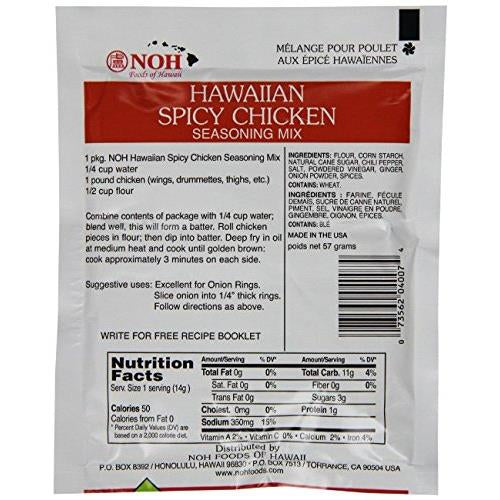 NOH
Foods of Hawaii
MÉLANGE POUR POULET
AUX ÉPICÉ HAWAÏENNES
HAWAIIAN
SPICY CHICKEN
SEASONING MIX
1 pkg. NOH Hawaiian Spicy Chicken Seasoning Mix
1/4 cup water
1 pound chicken (wings, drummettes, thighs, etc.)
1/2 cup flour
Combine contents of package with 1/4 cup water;
blend well, this will form a batter. Roll chicken
pieces in flour; then dip into batter. Deep fry in oil
at medium heat and cook until golden brown:
cook approximately 3 minutes on each side.
Suggestive uses: Excellent for Onion Rings.
Slice onion into 1/4" thick rings.
Follow directions as above.
WRITE FOR FREE RECIPE BOOKLET
INGREDIENTS: FLOUR, CORN STARCH,
NATURAL CANE SUGAR, CHILI PEPPER,
SALT, POWDERED VINEGAR, GINGER,
ONION POWDER, SPICES.
CONTAINS: WHEAT.
INGRÉDIENTS : FARINE, FÉCULE
DEMAIS, SUCRE DE CANNE NATUREL,
PIMENT, SEL, VINAIGRE EN POUDRE,
GINGEMBRE, OIGNON, ÉPICES.
CONTAINS: BLÉ
MADE IN THE USA
poids net 57 grams
0 73562 04007 4
Nutrition
Facts
Serv. Size 1 serving (14g)
Calories 50
Calories from Fat 0
* Percent Daily Values (DV) are
based on a 2,000 calorie diet.
Amount/Serving % DV*
Total Fat 0g 0%
Sat. Fat 0g 0%
Trans Fat 0g
Cholest. 0mg 0%
Sodium 350mg 15%
Amount/Serving % DV*
Total Carb. 11g 4%
Fiber 0g 0%
Sugars 3g
Protein 1g
Vitamin A 2% • Vitamin C 0% • Calcium 2% • Iron 4%
Distributed by
NOH FOODS OF HAWAII
P.O. BOX 8392 / HONOLULU, HAWAII 96830 • P.O. BOX 7513 / TORRANCE, CA 90504 USA
www.nohfoods.com